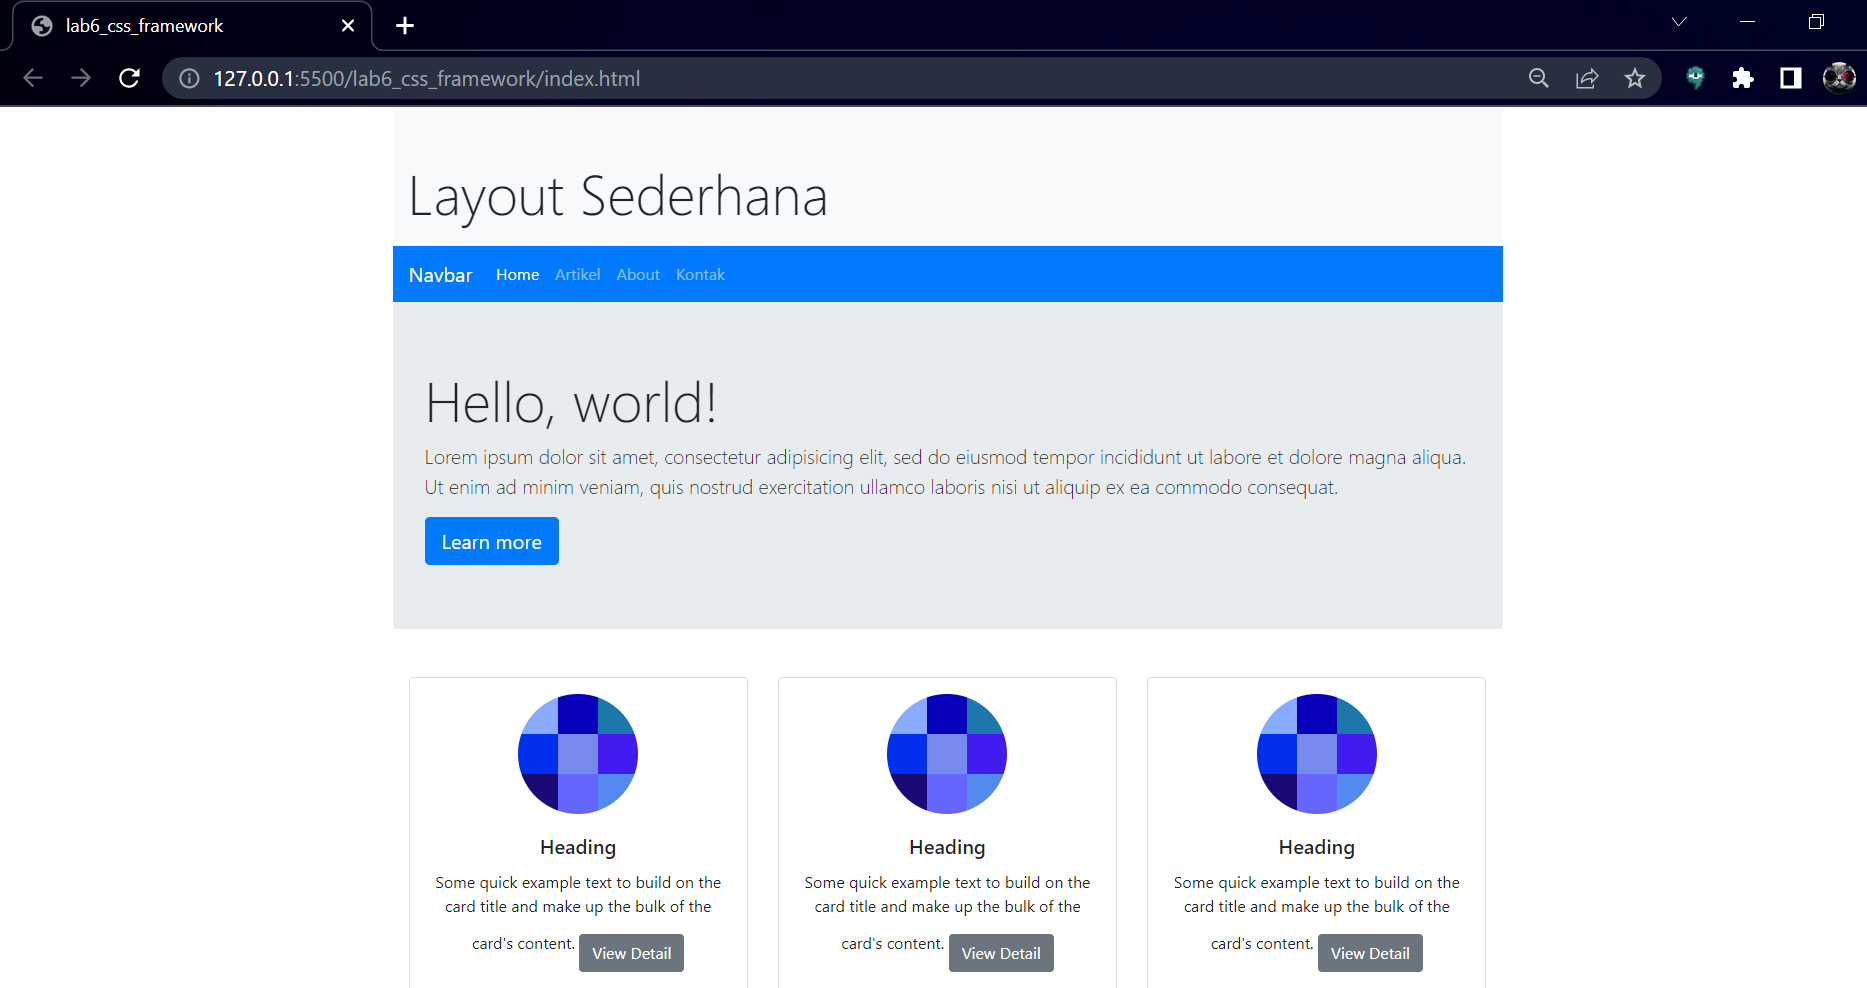 lab6_css_framework
127.0.0.1:5500/lab6_css_framework/index.html
Layout Sederhana
Navbar Home Artikel About Kontak
Hello, world!
Lorem ipsum dolor sit amet, consectetur adipisicing elit, sed do eiusmod tempor incididunt ut labore et dolore magna aliqua.
Ut enim ad minim veniam, quis nostrud exercitation ullamco laboris nisi ut aliquip ex ea commodo consequat.
Learn more
Heading
Some quick example text to build on the
card title and make up the bulk of the
card's content. View Detail
Heading
Some quick example text to build on the
card title and make up the bulk of the
card's content. View Detail
Heading
Some quick example text to build on the
card title and make up the bulk of the
card's content. View Detail